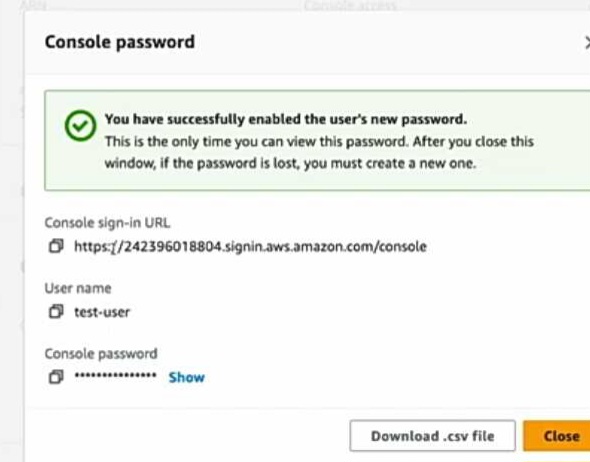 ARN Console access
Console password
You have successfully enabled the user's new password.
This is the only time you can view this password. After you close this
window, if the password is lost, you must create a new one.
Console sign-in URL
https://242396018804.signin.aws.amazon.com/console
User name
test-user
Console password
••••••••••••••• Show
Download .csv file Close